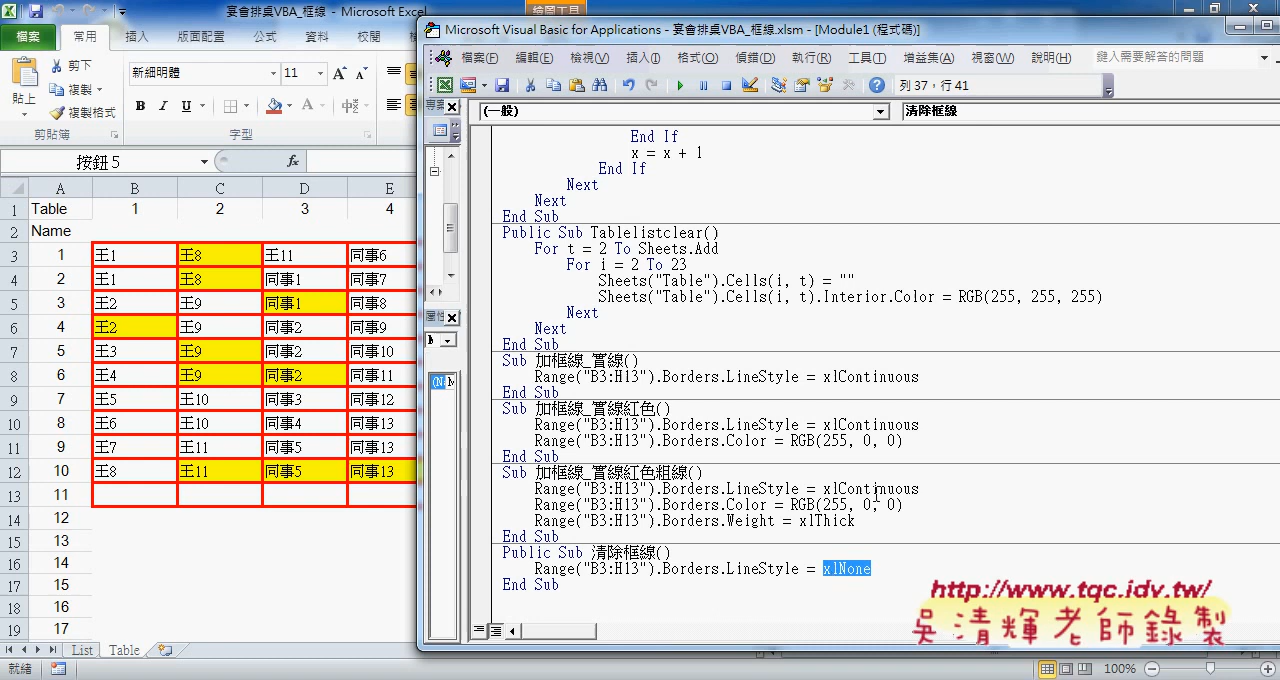 宴會排桌VBA_框線 - Microsoft Excel
繪圖工具
檔案 常用 插入 版面配置 公式 資料 校閱
貼上
剪下
複製
複製格式
剪貼簿
新細明體 11
B I U
字型
按鈕 5
fx
A B C D E
1 Table 1 2 3 4
2 Name
3 1 王1 王8 王11 同事6
4 2 王1 王8 同事1 同事7
5 3 王2 王9 同事1 同事8
6 4 王2 王9 同事2 同事9
7 5 王3 王9 同事2 同事10
8 6 王4 王9 同事2 同事11
9 7 王5 王10 同事3 同事12
10 8 王6 王10 同事4 同事13
11 9 王7 王11 同事5 同事13
12 10 王8 王11 同事5 同事13
13 11
14 12
15 13
16 14
17 15
18 16
19 17
List Table
就緒
100%
Microsoft Visual Basic for Applications - 宴會排桌VBA_框線.xlsm - [Module1 (程式碼)]
檔案(F) 編輯(E) 檢視(V) 插入(I) 格式(O) 偵錯(D) 執行(R) 工具(T) 增益集(A) 視窗(W) 說明(H) 鍵入需要解答的問題
列 37，行 41
(一般) 清除框線
End If
x = x + 1
End If
Next
Next
End Sub
Public Sub Tablelistclear()
For t = 2 To Sheets.Add
For i = 2 To 23
Sheets("Table").Cells(i, t) = ""
Sheets("Table").Cells(i, t).Interior.Color = RGB(255, 255, 255)
Next
Next
End Sub
Sub 加框線_實線()
Range("B3:H13").Borders.LineStyle = xlContinuous
End Sub
Sub 加框線_實線紅色()
Range("B3:H13").Borders.LineStyle = xlContinuous
Range("B3:H13").Borders.Color = RGB(255, 0, 0)
End Sub
Sub 加框線_實線紅色粗線()
Range("B3:H13").Borders.LineStyle = xlContinuous
Range("B3:H13").Borders.Color = RGB(255, 0, 0)
Range("B3:H13").Borders.Weight = xlThick
End Sub
Public Sub 清除框線()
Range("B3:H13").Borders.LineStyle = xlNone
End Sub
http://www.tqc.idv.tw/
吳清輝老師錄製